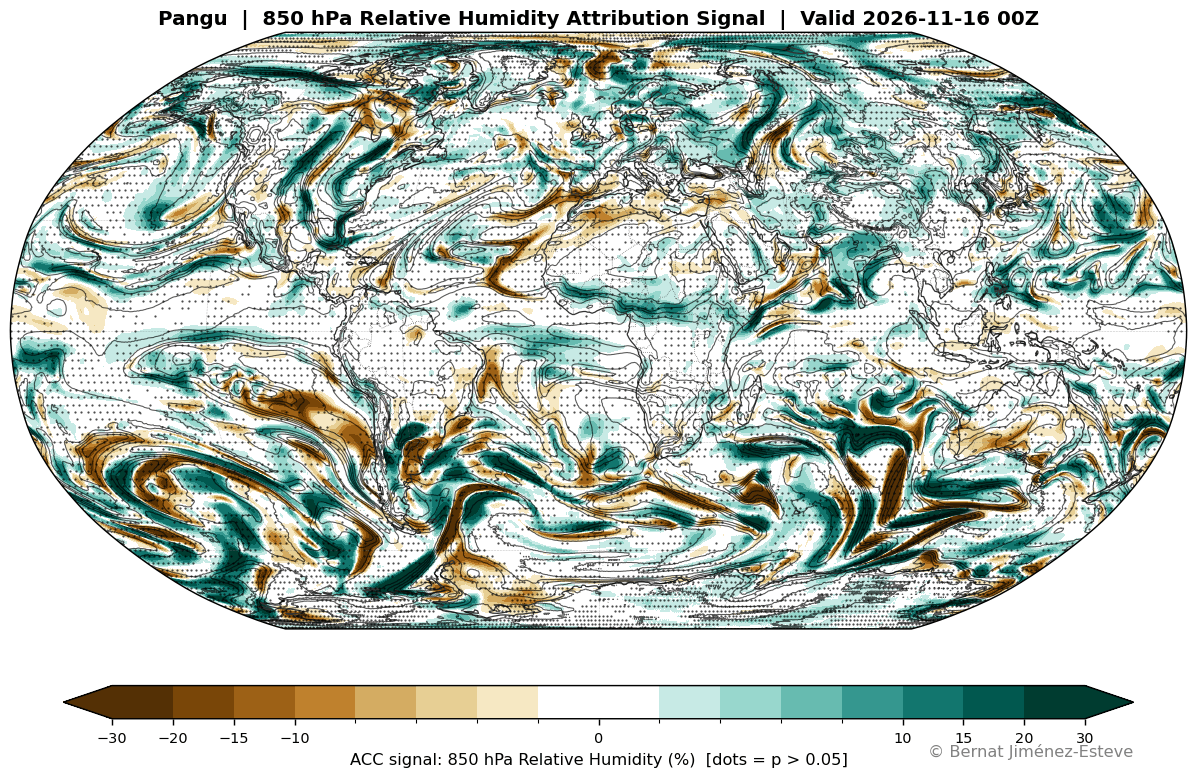 Pangu | 850 hPa Relative Humidity Attribution Signal | Valid 2026-11-16 00Z
−30 −20 −15 −10 0 10 15 20 30
ACC signal: 850 hPa Relative Humidity (%) [dots = p > 0.05]
© Bernat Jiménez-Esteve